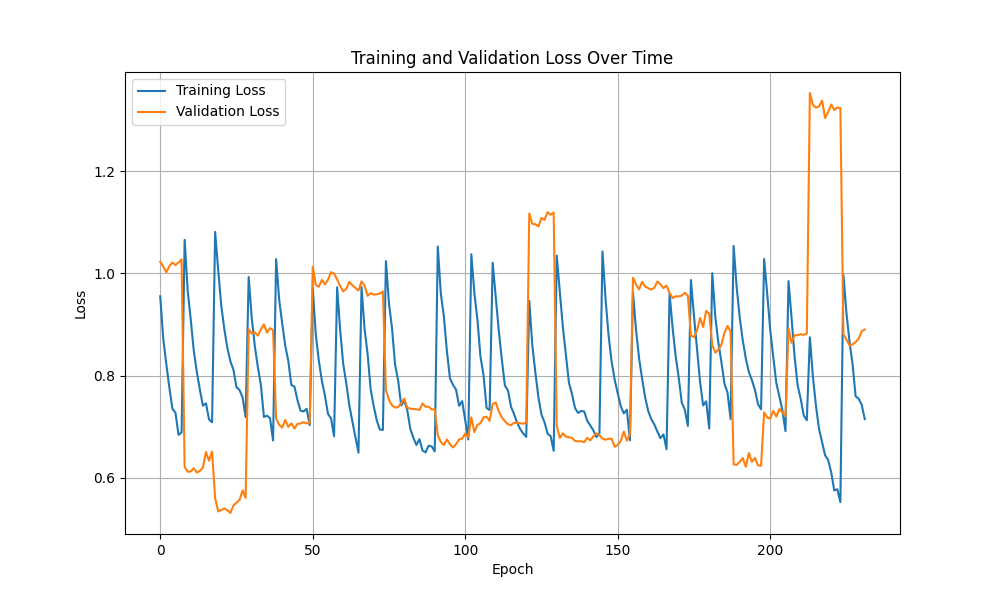 Training and Validation Loss Over Time
Training Loss
Validation Loss
1.2
1.0
0.8
0.6
Loss
0
50
100
150
200
Epoch